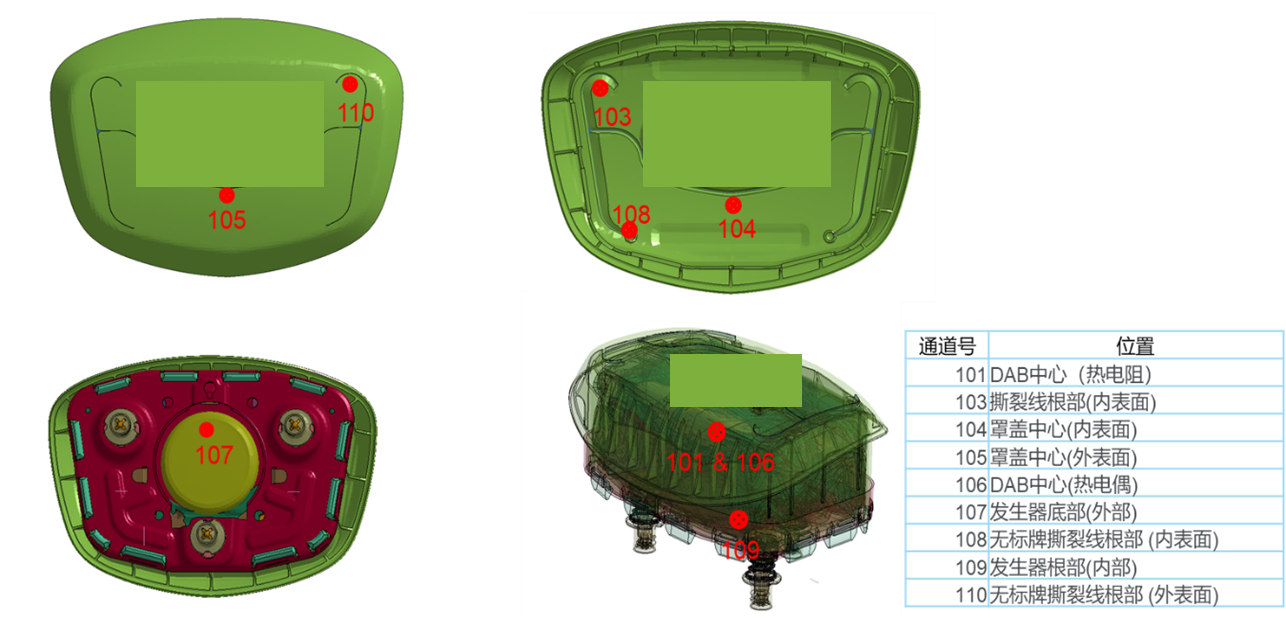 110
105
103
108
104
107
101 & 106
109
通道号 位置
101 DAB中心（热电阻）
103 撕裂线根部(内表面)
104 罩盖中心(内表面)
105 罩盖中心(外表面)
106 DAB中心(热电偶)
107 发生器底部(外部)
108 无标牌撕裂线根部 (内表面)
109 发生器根部(内部)
110 无标牌撕裂线根部 (外表面)